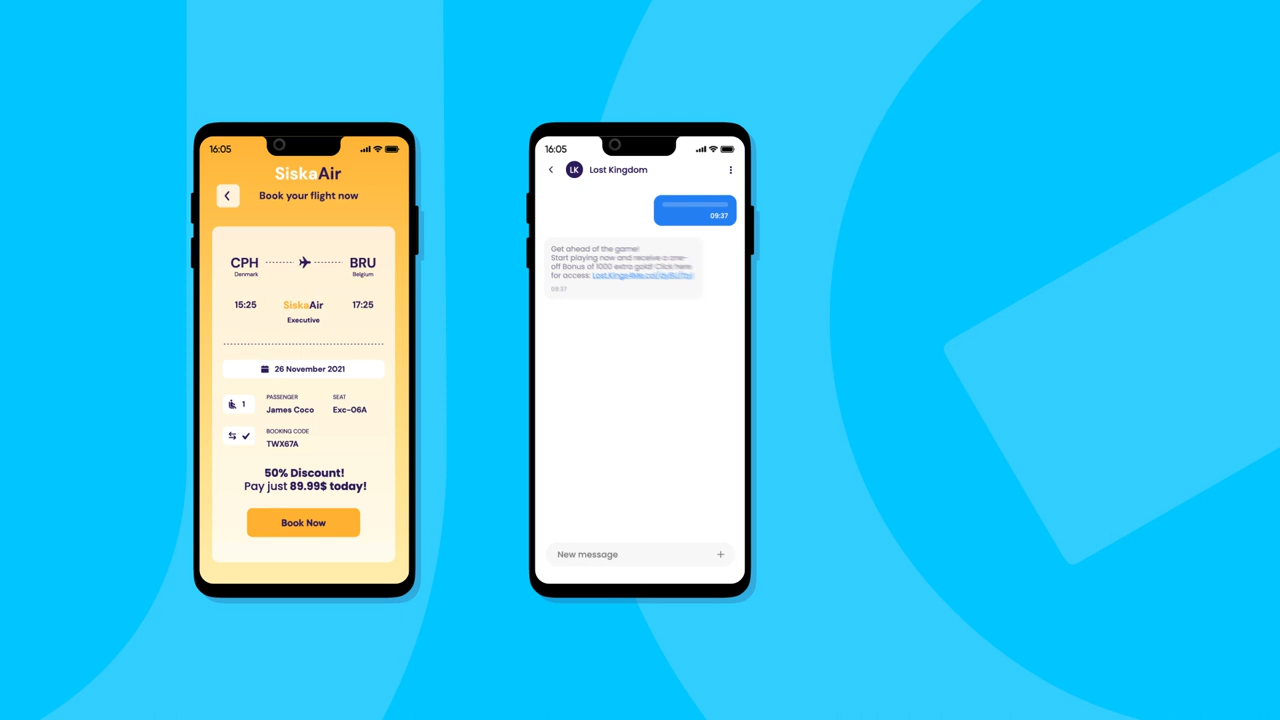 16:05
SiskaAir
Book your flight now
CPH
BRU
Denmark
Belgium
15:25
SiskaAir
17:25
Executive
26 November 2021
PASSENGER
SEAT
1
James Coco
Exc-06A
BOOKING CODE
TWX67A
50% Discount!
Pay just 89.99$ today!
Book Now
16:05
LK Lost Kingdom
09:37
Get ahead of the game!
Start playing now and receive a one-
off Bonus of 1000 extra gold! Click here
for access:
09:37
New message